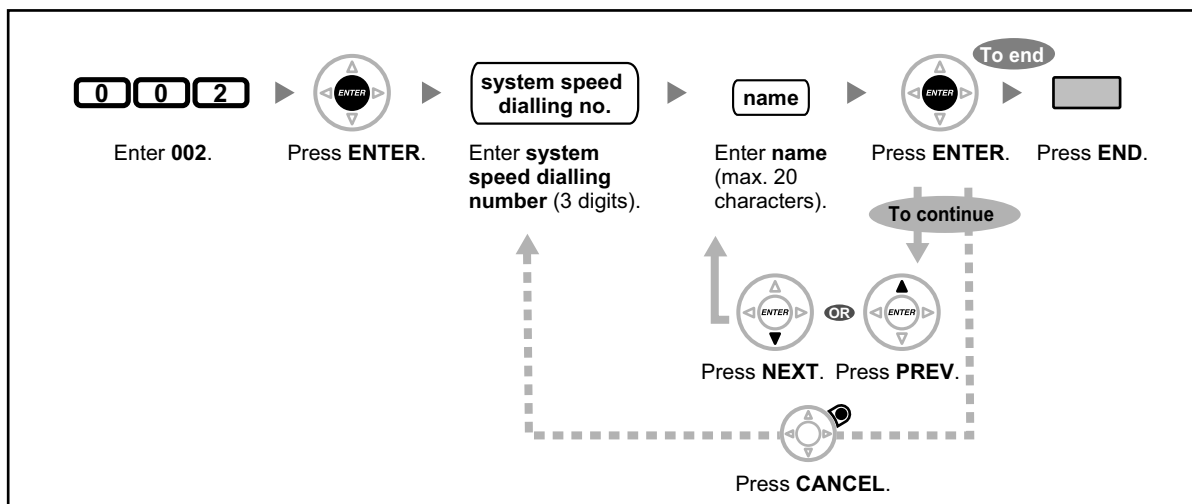 0 0 2
ENTER
system speed
dialling no.
name
ENTER
To end
Enter 002.
Press ENTER.
Enter system
speed dialling
number (3 digits).
Enter name
(max. 20
characters).
Press ENTER.
Press END.
To continue
ENTER
OR
ENTER
Press NEXT.
Press PREV.
Press CANCEL.